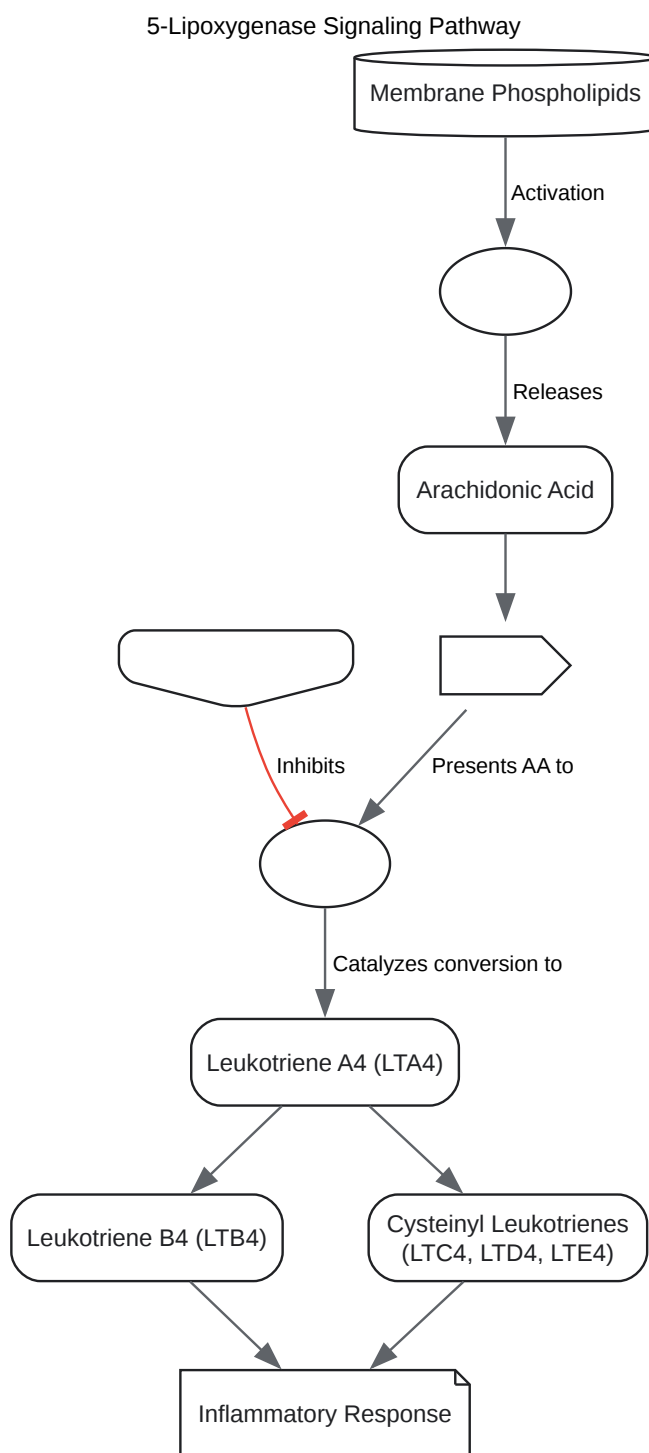 5-Lipoxygenase Signaling Pathway
Membrane Phospholipids
Activation
Releases
Arachidonic Acid
Inhibits
Presents AA to
Catalyzes conversion to
Leukotriene A4 (LTA4)
Leukotriene B4 (LTB4)
Cysteinyl Leukotrienes
(LTC4, LTD4, LTE4)
Inflammatory Response